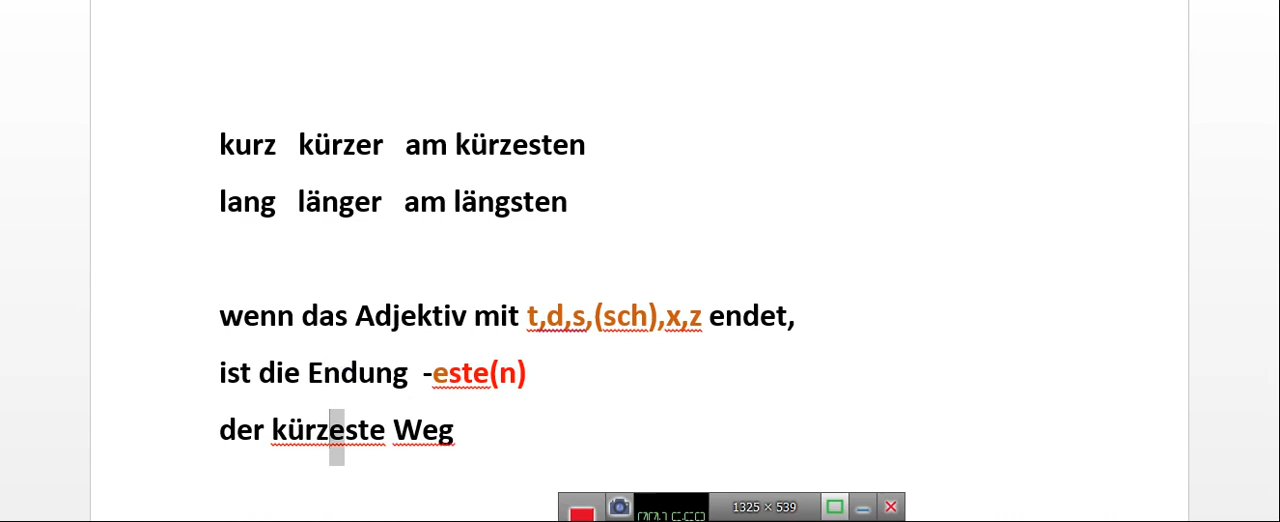 kurz kürzer am kürzesten
lang länger am längsten
wenn das Adjektiv mit t,d,s,(sch),x,z endet,
ist die Endung -este(n)
der kürzeste Weg
1325 × 539